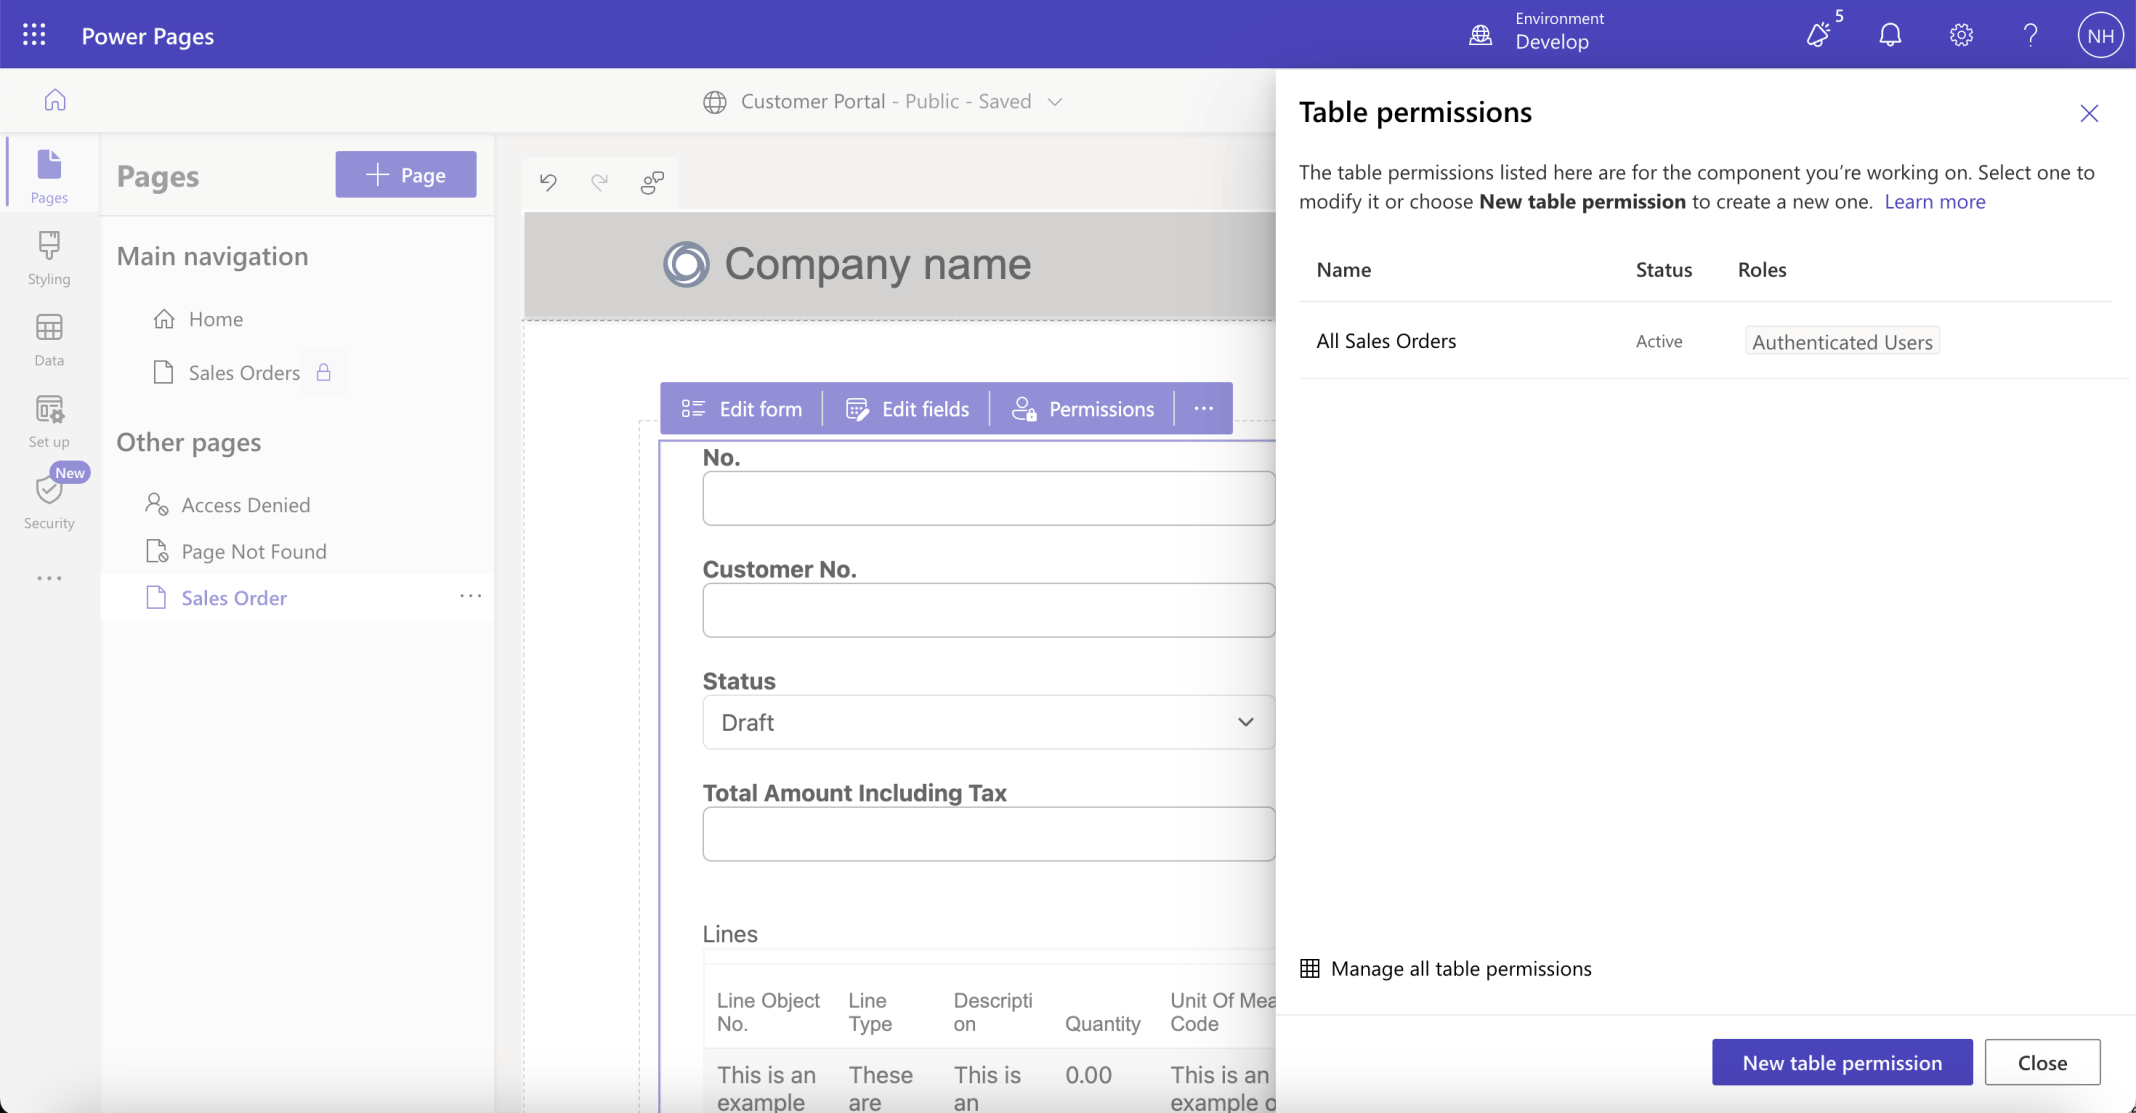 Power Pages
Environment
Develop
5
NH
Customer Portal - Public - Saved
Pages
Styling
Data
Set up
New
Security
Pages
Page
Main navigation
Home
Sales Orders
Other pages
Access Denied
Page Not Found
Sales Order
Company name
Edit form
Edit fields
Permissions
No.
Customer No.
Status
Draft
Total Amount Including Tax
Lines
Line Object No.
Line Type
Descripti
on
Quantity
Unit Of Mea
Code
This is an
example
These
are
This is
an
0.00
This is an
example o
Table permissions
The table permissions listed here are for the component you're working on. Select one to
modify it or choose New table permission to create a new one. Learn more
Name Status Roles
All Sales Orders Active Authenticated Users
Manage all table permissions
New table permission
Close